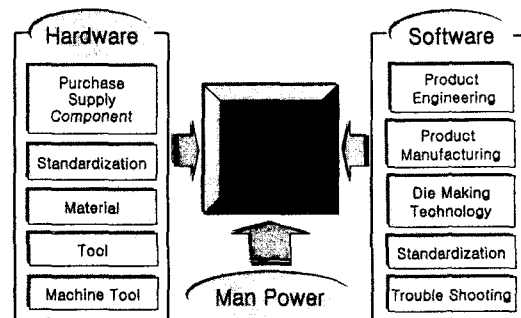 Hardware
Purchase
Supply
Component
Standardization
Material
Tool
Machine Tool
Man Power
Software
Product
Engineering
Product
Manufacturing
Die Making
Technology
Standardization
Trouble Shooting